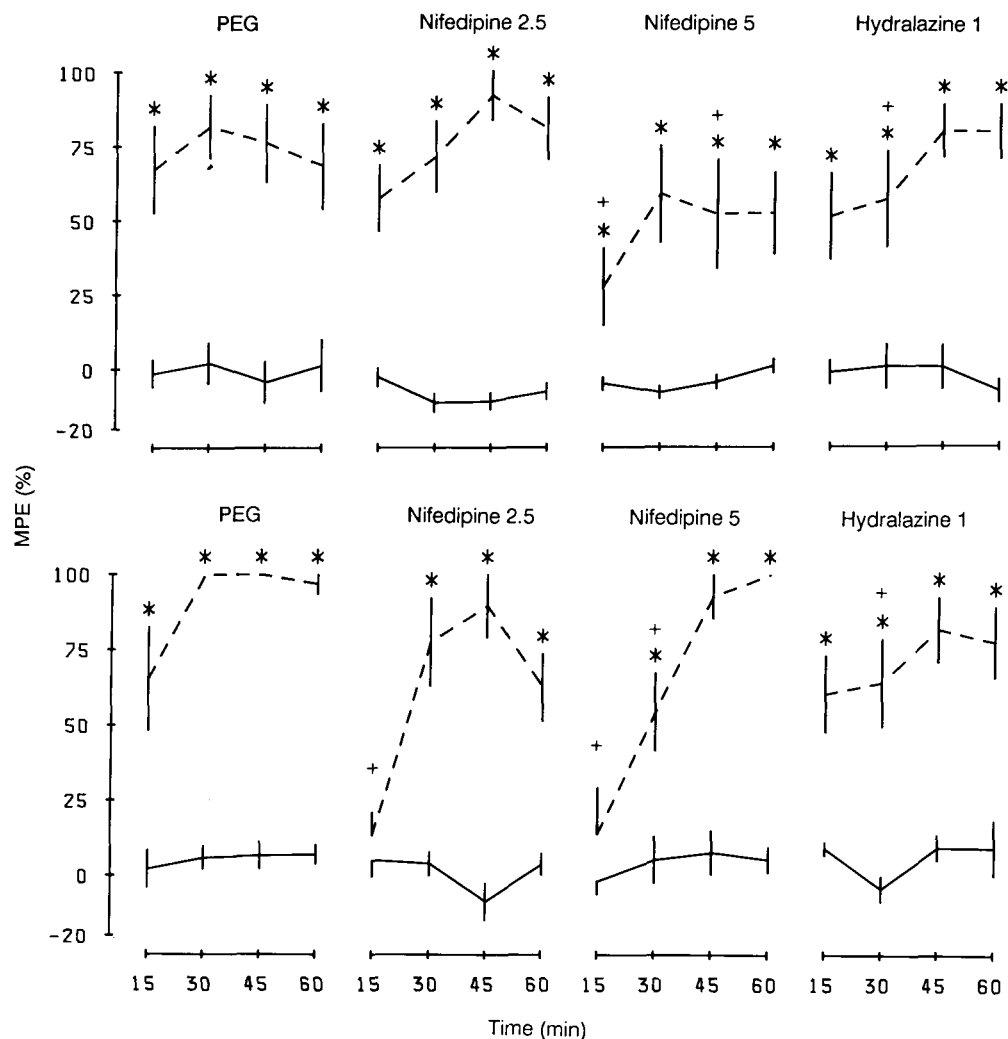 PEG Nifedipine 2.5 Nifedipine 5 Hydralazine 1
100
75
50
25
0
-20
* * * *
* * * *
+ * * + * *
* + * * *
MPE (%)
PEG Nifedipine 2.5 Nifedipine 5 Hydralazine 1
100
75
50
25
0
-20
* * * *
+ * * *
+ + * * *
* + * * *
15 30 45 60 15 30 45 60 15 30 45 60 15 30 45 60
Time (min)